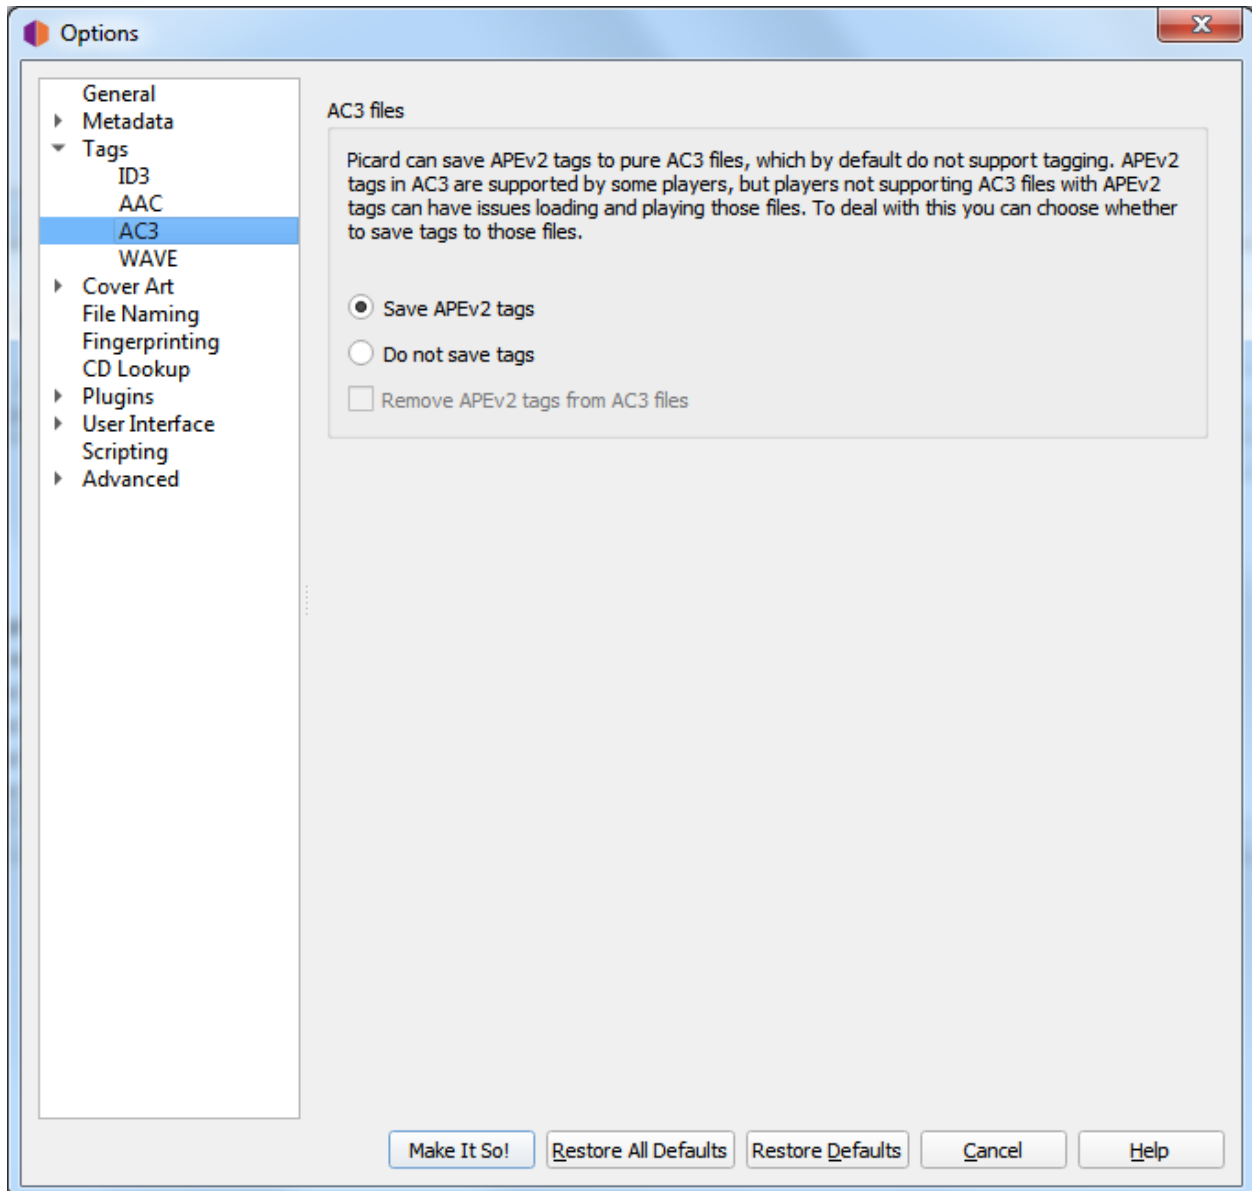 Options
General
Metadata
Tags
ID3
AAC
AC3
WAVE
Cover Art
File Naming
Fingerprinting
CD Lookup
Plugins
User Interface
Scripting
Advanced
AC3 files
Picard can save APEv2 tags to pure AC3 files, which by default do not support tagging. APEv2
tags in AC3 are supported by some players, but players not supporting AC3 files with APEv2
tags can have issues loading and playing those files. To deal with this you can choose whether
to save tags to those files.
Save APEv2 tags
Do not save tags
Remove APEv2 tags from AC3 files
Make It So!
Restore All Defaults
Restore Defaults
Cancel
Help